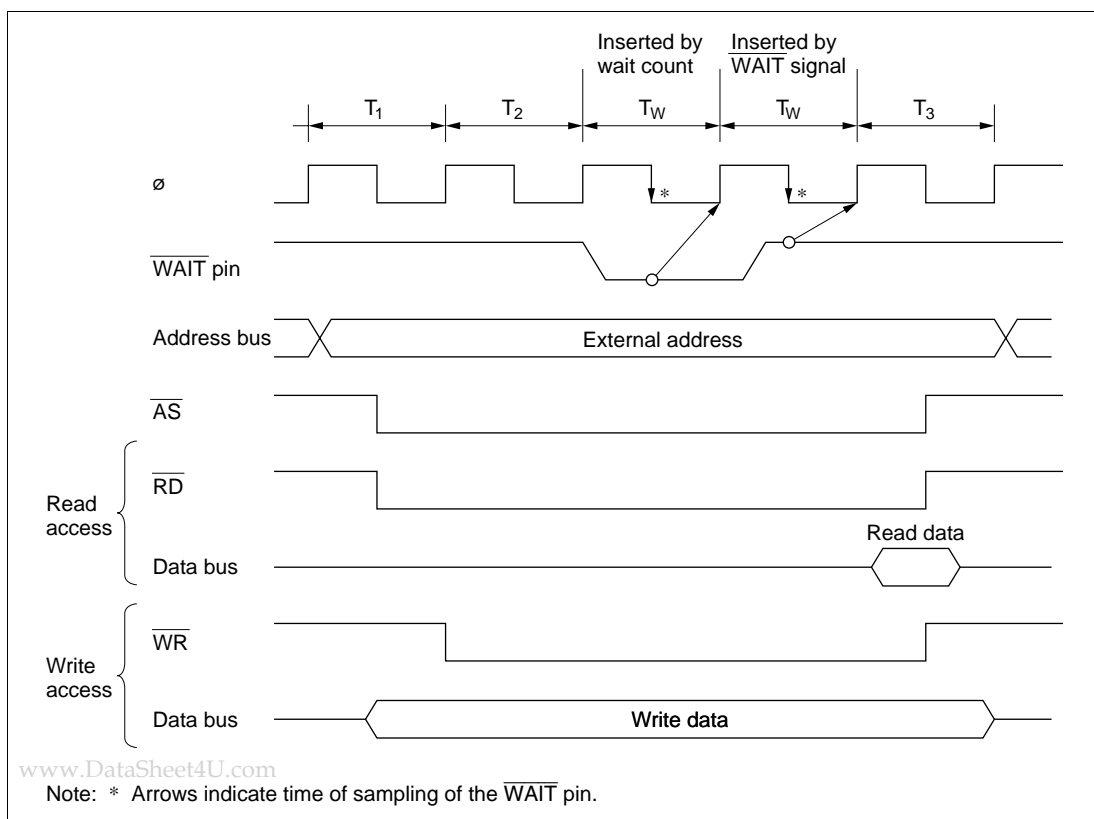 Inserted by
wait count
Inserted by
WAIT signal
T1
T2
TW
TW
T3
ø
*
*
WAIT pin
Address bus
External address
AS
Read
access
RD
Read data
Data bus
Write
access
WR
Data bus
Write data
www.DataSheet4U.com
Note: * Arrows indicate time of sampling of the WAIT pin.